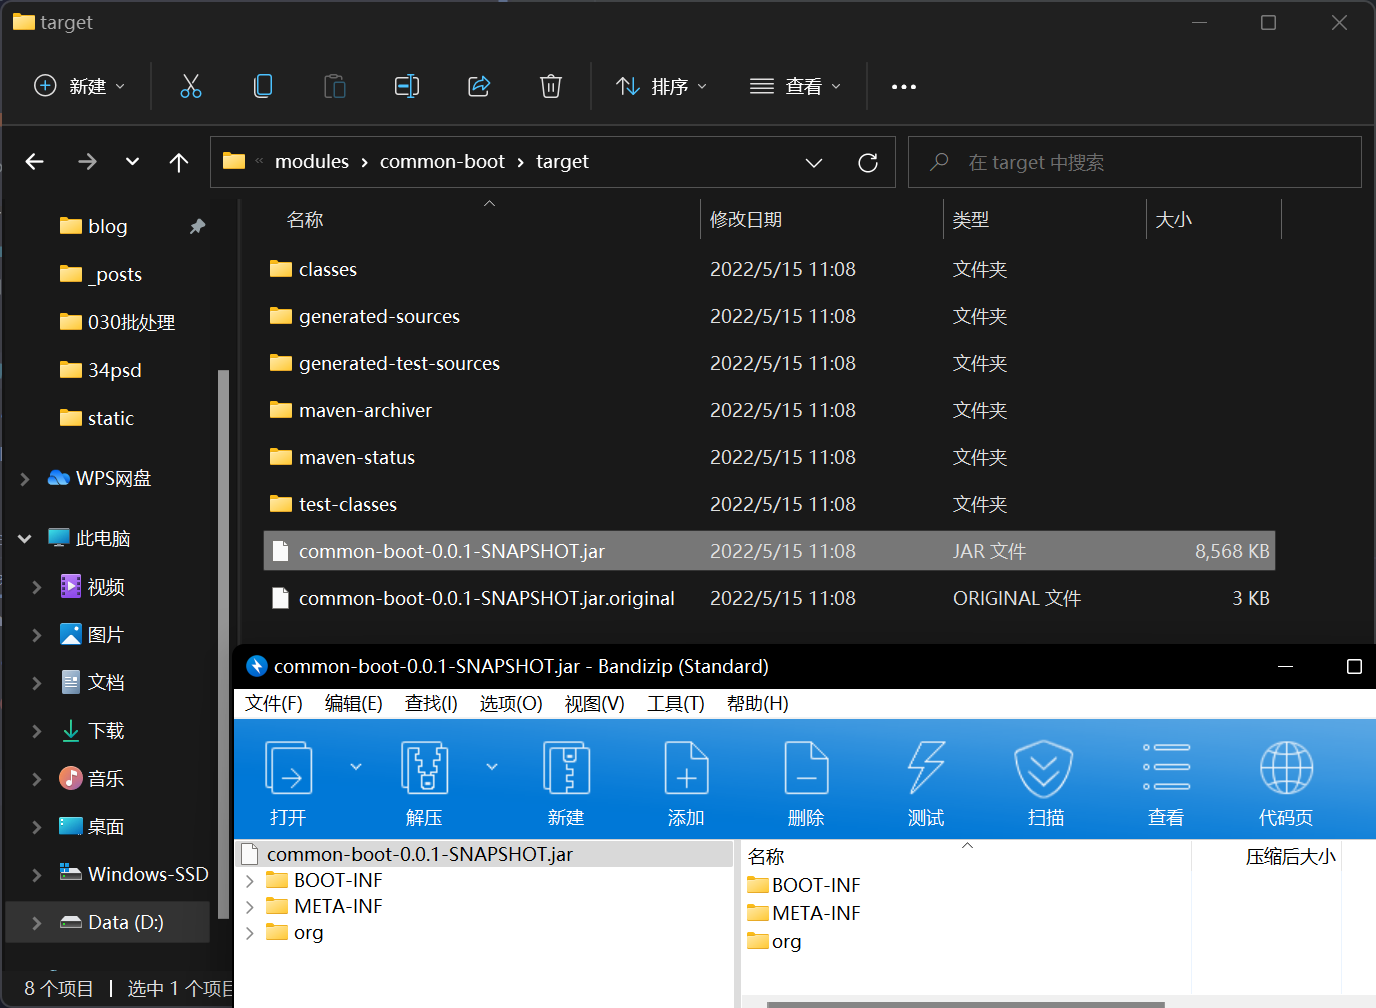 target
新建
排序
查看
modules › common-boot › target
在 target 中搜索
名称 修改日期 类型 大小
blog
_posts
030批处理
34psd
static
WPS网盘
此电脑
视频
图片
文档
下载
音乐
桌面
Windows-SSD
Data (D:)
classes 2022/5/15 11:08 文件夹
generated-sources 2022/5/15 11:08 文件夹
generated-test-sources 2022/5/15 11:08 文件夹
maven-archiver 2022/5/15 11:08 文件夹
maven-status 2022/5/15 11:08 文件夹
test-classes 2022/5/15 11:08 文件夹
common-boot-0.0.1-SNAPSHOT.jar 2022/5/15 11:08 JAR 文件 8,568 KB
common-boot-0.0.1-SNAPSHOT.jar.original 2022/5/15 11:08 ORIGINAL 文件 3 KB
8 个项目 | 选中 1 个项目
common-boot-0.0.1-SNAPSHOT.jar - Bandizip (Standard)
文件(F) 编辑(E) 查找(I) 选项(O) 视图(V) 工具(T) 帮助(H)
打开 解压 新建 添加 删除 测试 扫描 查看 代码页
common-boot-0.0.1-SNAPSHOT.jar
BOOT-INF
META-INF
org
名称 压缩后大小
BOOT-INF
META-INF
org